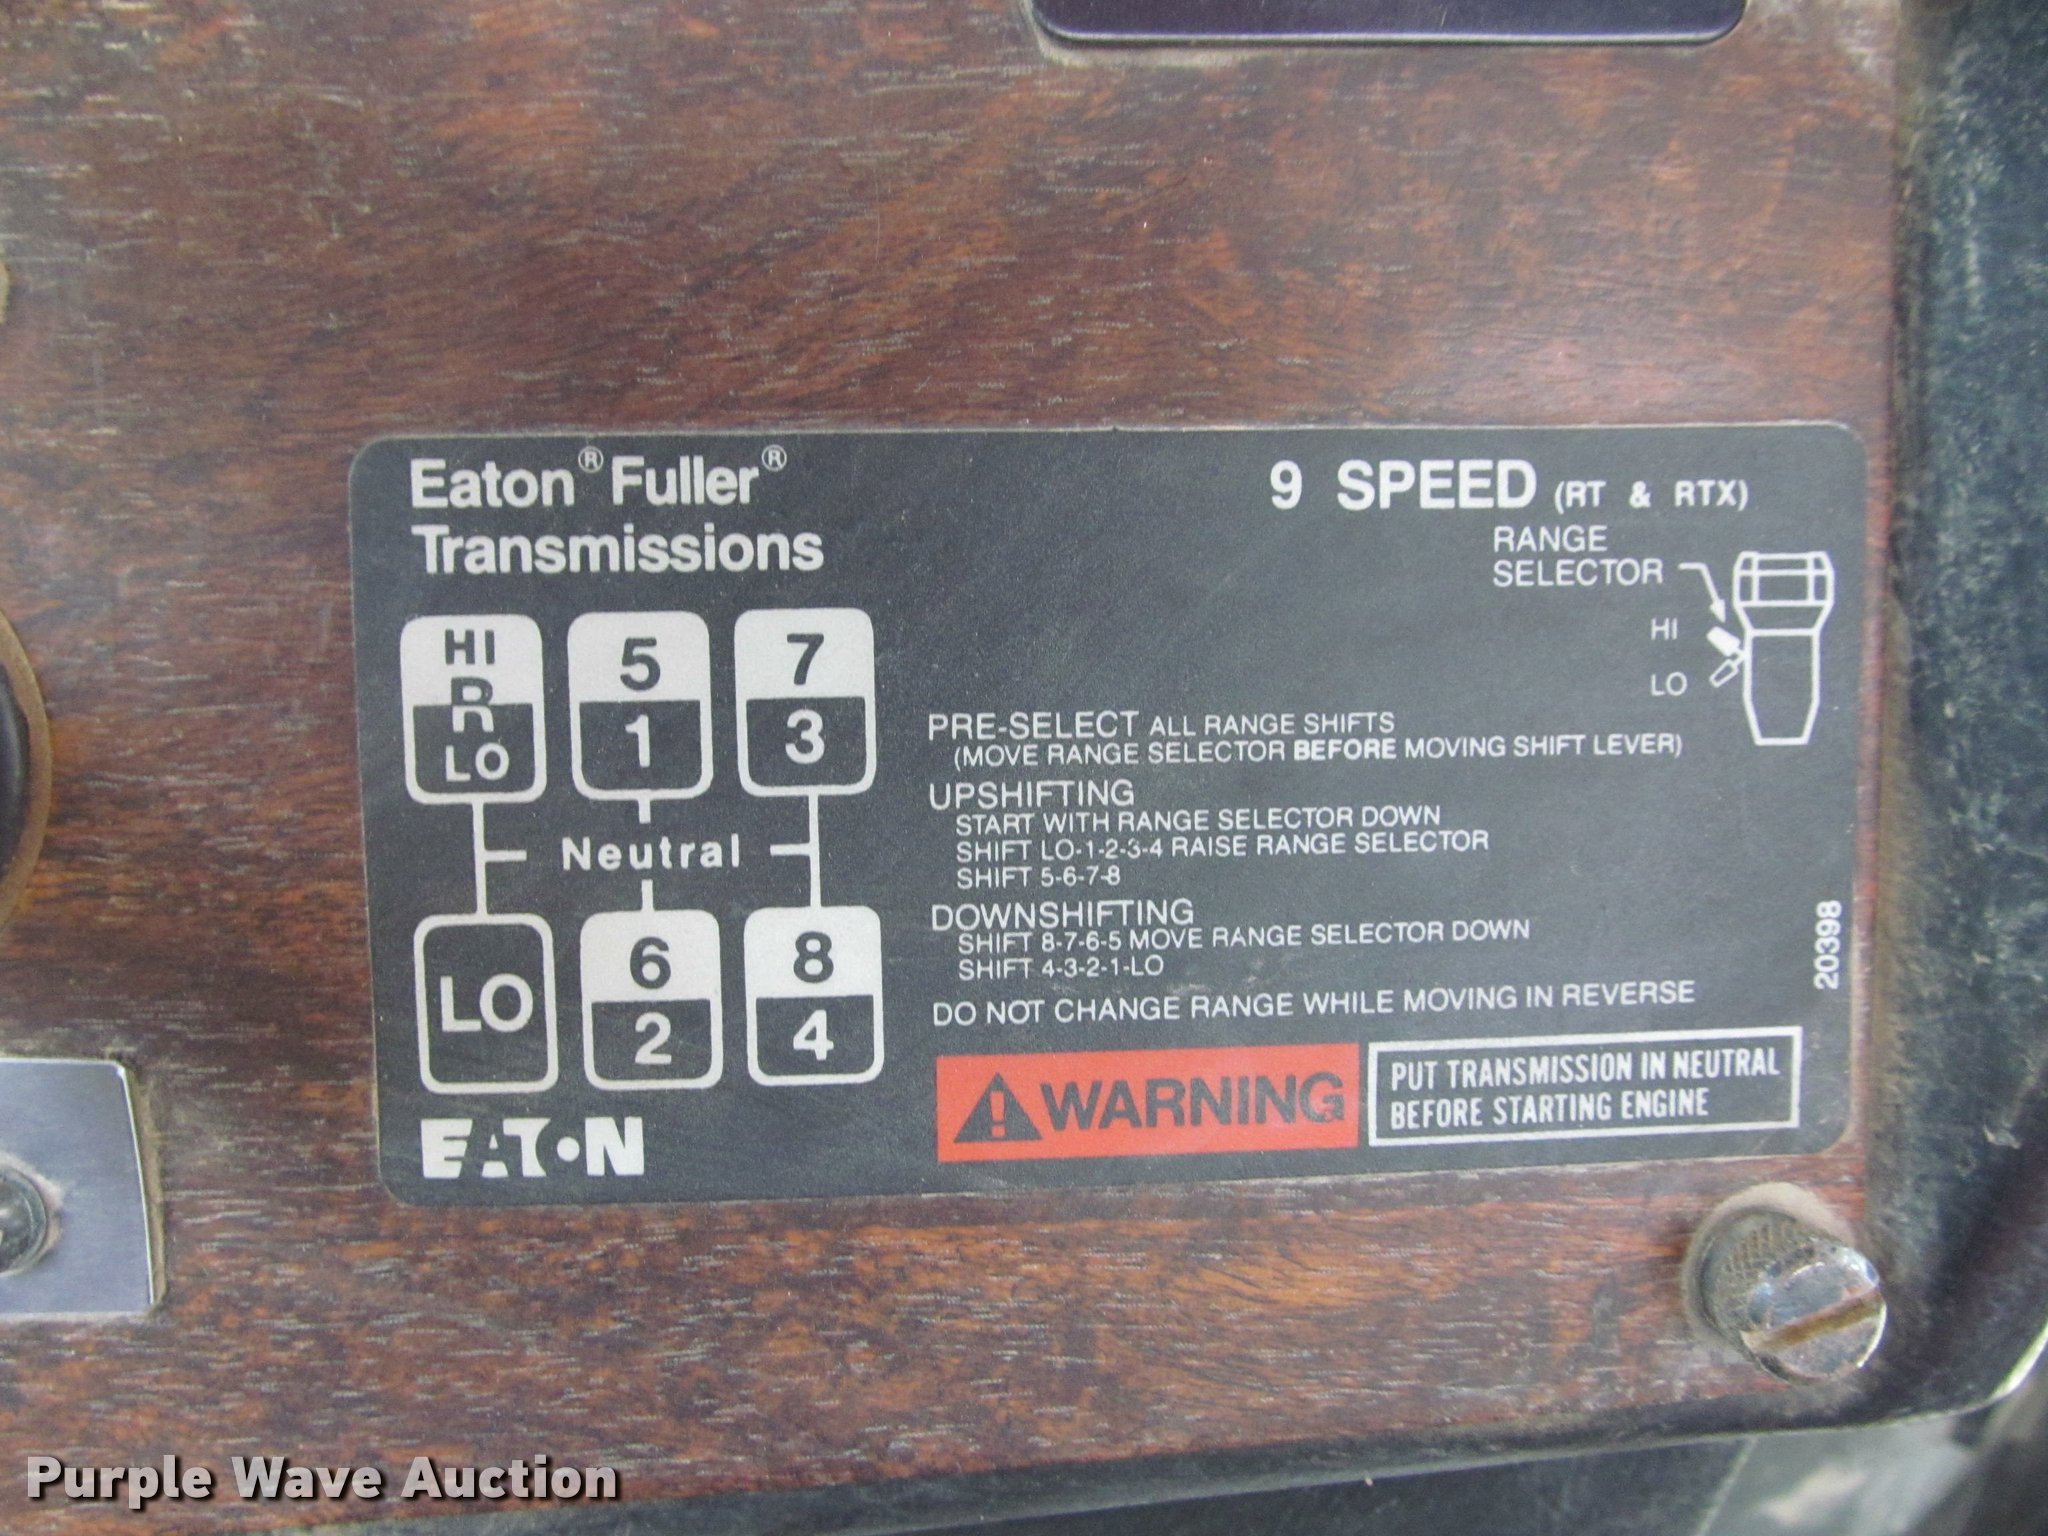 Eaton® Fuller®
Transmissions
9 SPEED (RT & RTX)
RANGE
SELECTOR
HI
LO
HI
R
LO
5
1
7
3
Neutral
LO
6
2
8
4
EATON
PRE-SELECT ALL RANGE SHIFTS
(MOVE RANGE SELECTOR BEFORE MOVING SHIFT LEVER)
UPSHIFTING
START WITH RANGE SELECTOR DOWN
SHIFT LO-1-2-3-4 RAISE RANGE SELECTOR
SHIFT 5-6-7-8
DOWNSHIFTING
SHIFT 8-7-6-5 MOVE RANGE SELECTOR DOWN
SHIFT 4-3-2-1-LO
DO NOT CHANGE RANGE WHILE MOVING IN REVERSE
20398
WARNING
PUT TRANSMISSION IN NEUTRAL
BEFORE STARTING ENGINE
Purple Wave Auction